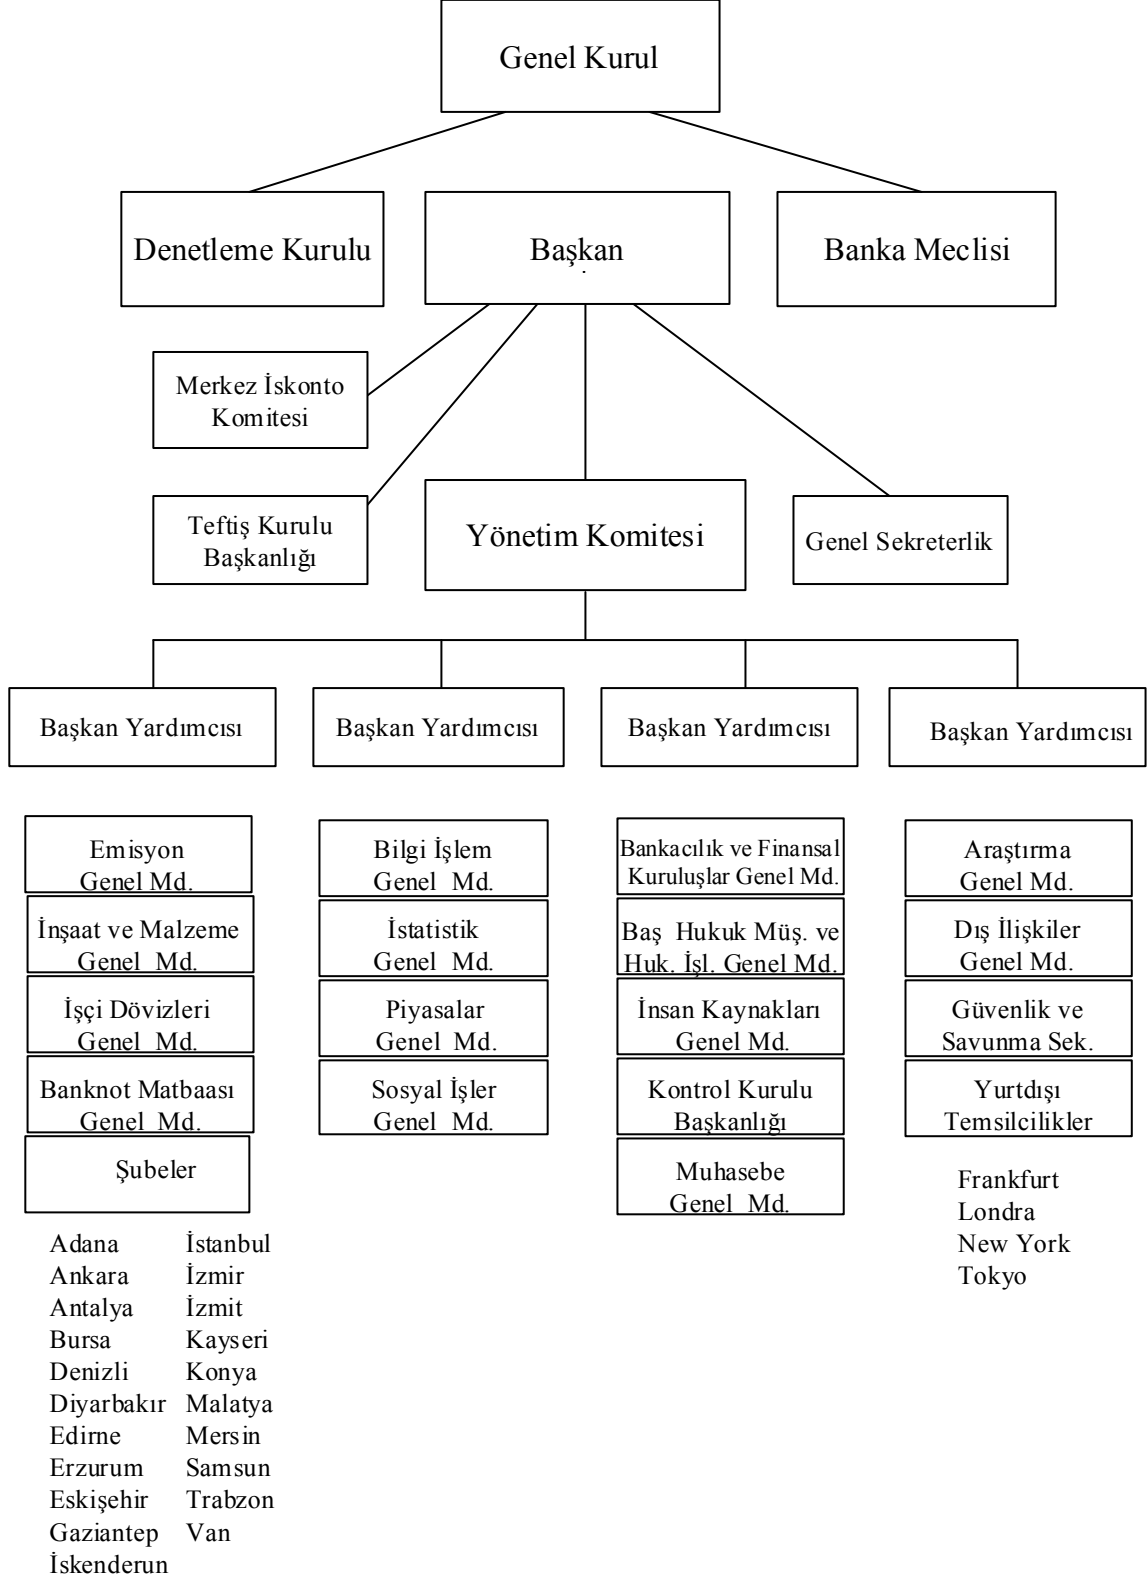 Genel Kurul
Denetleme Kurulu
Başkan
Banka Meclisi
Merkez İskonto
Komitesi
Teftiş Kurulu
Başkanlığı
Yönetim Komitesi
Genel Sekreterlik
Başkan Yardımcısı
Başkan Yardımcısı
Başkan Yardımcısı
Başkan Yardımcısı
Emisyon
Genel Md.
İnşaat ve Malzeme
Genel Md.
İşçi Dövizleri
Genel Md.
Banknot Matbaası
Genel Md.
Şubeler
Adana İstanbul
Ankara İzmir
Antalya İzmit
Bursa Kayseri
Denizli Konya
Diyarbakır Malatya
Edirne Mersin
Erzurum Samsun
Eskişehir Trabzon
Gaziantep Van
İskenderun
Bilgi İşlem
Genel Md.
İstatistik
Genel Md.
Piyasalar
Genel Md.
Sosyal İşler
Genel Md.
Bankacılık ve Finansal
Kuruluşlar Genel Md.
Baş Hukuk Müş. ve
Huk. İşl. Genel Md.
İnsan Kaynakları
Genel Md.
Kontrol Kurulu
Başkanlığı
Muhasebe
Genel Md.
Araştırma
Genel Md.
Dış İlişkiler
Genel Md.
Güvenlik ve
Savunma Sek.
Yurtdışı
Temsilcilikler
Frankfurt
Londra
New York
Tokyo